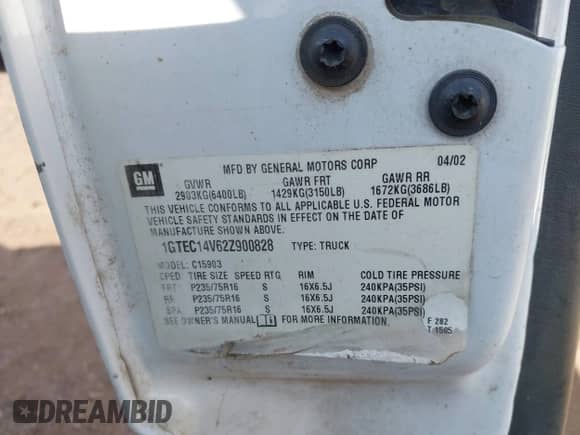 GM
MFD BY GENERAL MOTORS CORP 04/02
GVWR GAWR FRT GAWR RR
2903KG(6400LB) 1429KG(3150LB) 1672KG(3686LB)
THIS VEHICLE CONFORMS TO ALL APPLICABLE U.S. FEDERAL MOTOR
VEHICLE SAFETY STANDARDS IN EFFECT ON THE DATE OF
MANUFACTURE SHOWN ABOVE.
1GTEC14V62Z900828 TYPE: TRUCK
MODEL: C15903
TIRE SIZE SPEED RTG RIM COLD TIRE PRESSURE
FRT P235/75R16 S 16X6.5J 240KPA(35PSI)
RR P235/75R16 S 16X6.5J 240KPA(35PSI)
SPA P235/75R16 S 16X6.5J 240KPA(35PSI)
SEE OWNER'S MANUAL FOR MORE INFORMATION.
F 282
T 1505
DREAMBID